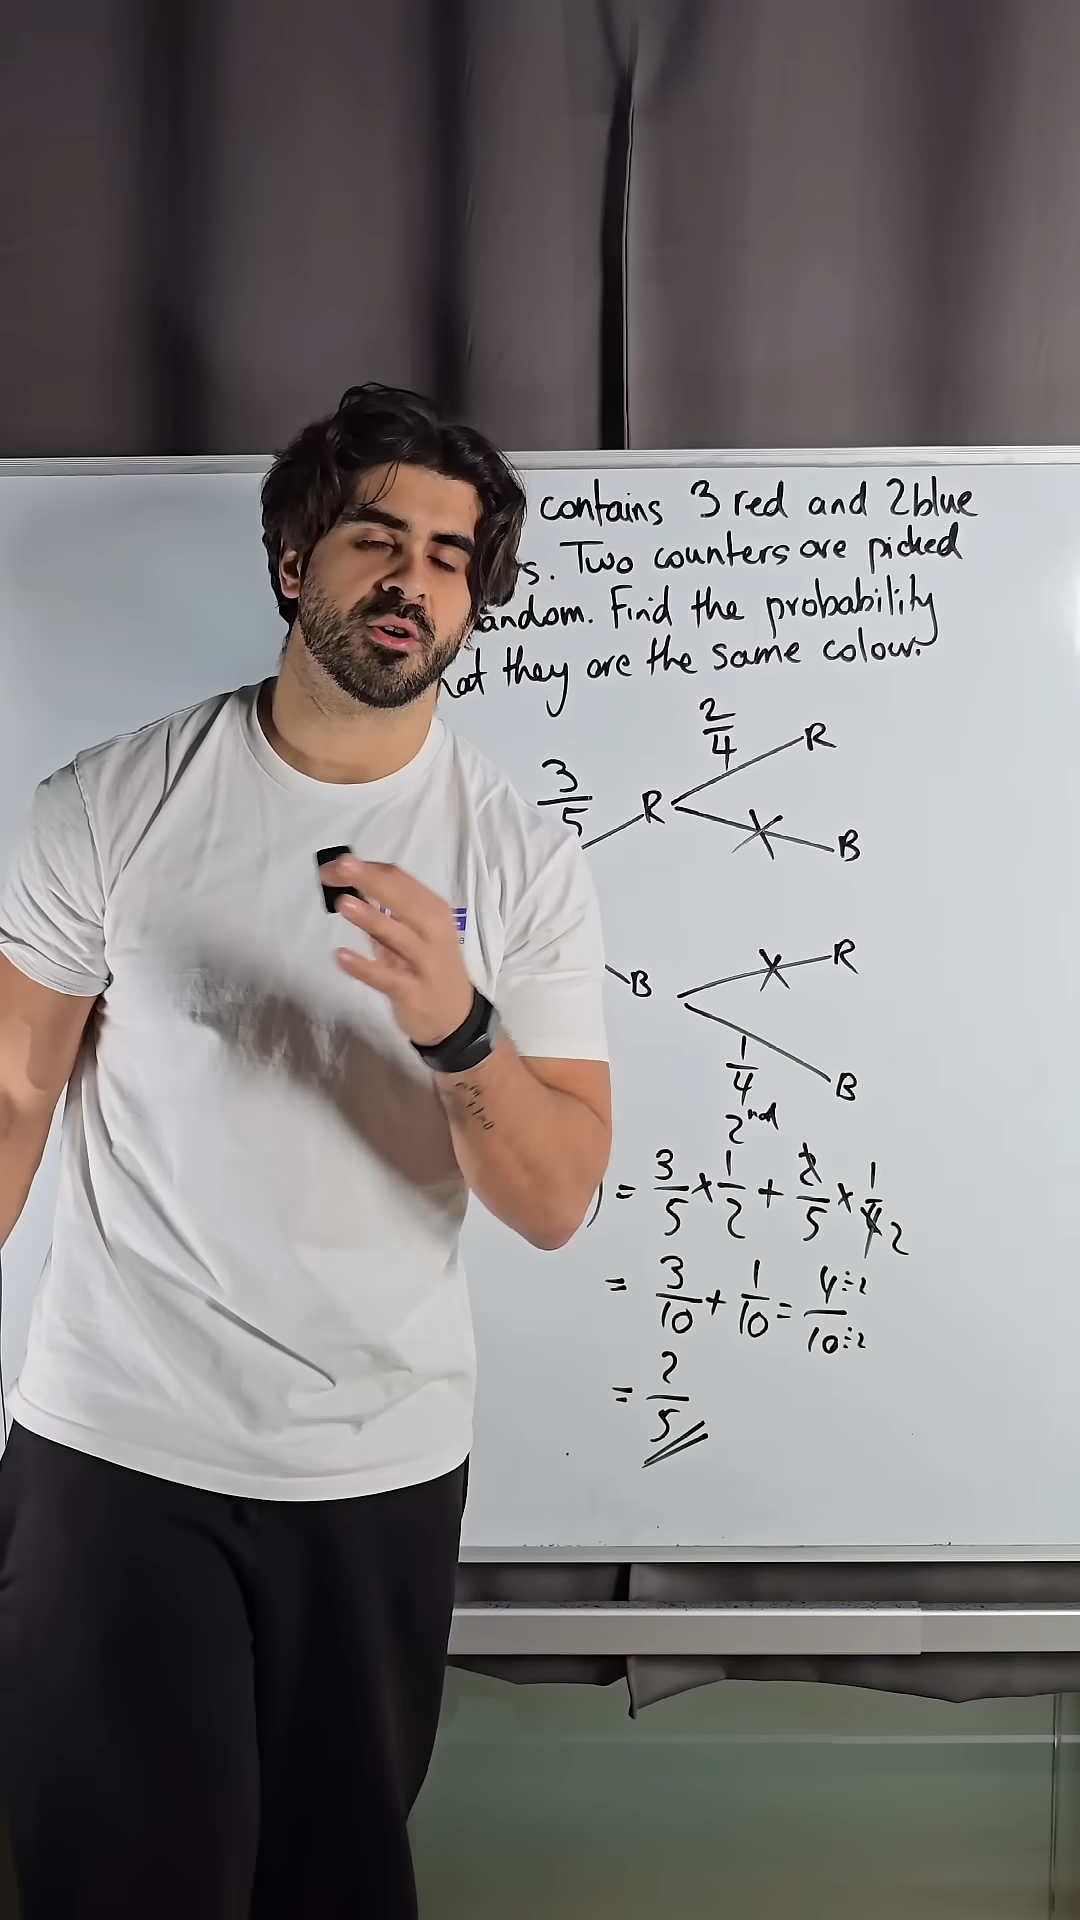 contains 3 red and 2 blue
s. Two counters are picked
andom. Find the probability
hat they are the same colour.
2/4
R
3/5
R
B
R
B
1/4
B
2nd
) = 3/5 × 1/2 + 2/5 × 1/4 2
= 3/10 + 1/10 = 4÷2/10÷2
= 2/5